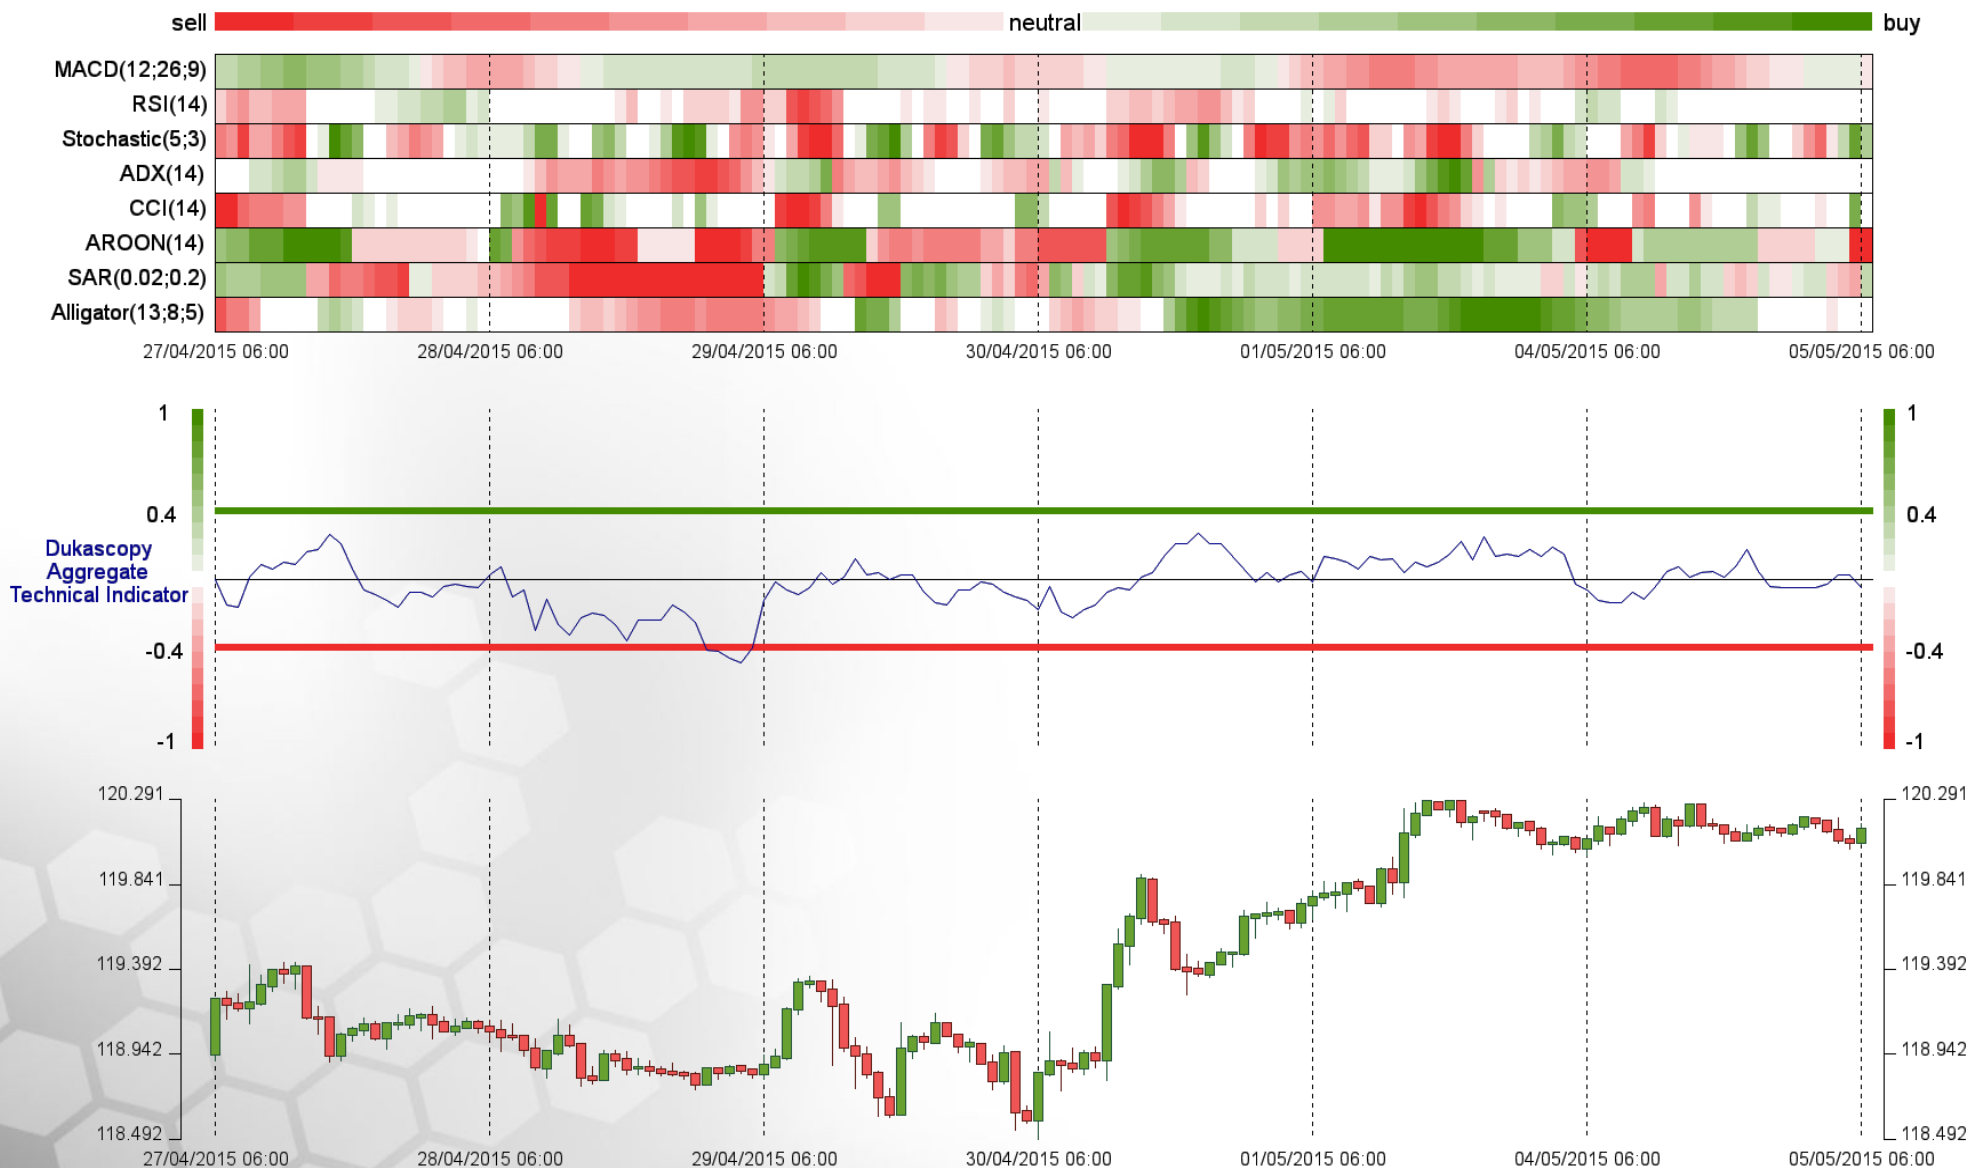 sell neutral buy
MACD(12;26;9)
RSI(14)
Stochastic(5;3)
ADX(14)
CCI(14)
AROON(14)
SAR(0.02;0.2)
Alligator(13;8;5)
27/04/2015 06:00 28/04/2015 06:00 29/04/2015 06:00 30/04/2015 06:00 01/05/2015 06:00 04/05/2015 06:00 05/05/2015 06:00
1 1
0.4 0.4
Dukascopy
Aggregate
Technical Indicator
-0.4 -0.4
-1 -1
120.291 120.291
119.841 119.841
119.392 119.392
118.942 118.942
118.492 118.492
27/04/2015 06:00 28/04/2015 06:00 29/04/2015 06:00 30/04/2015 06:00 01/05/2015 06:00 04/05/2015 06:00 05/05/2015 06:00